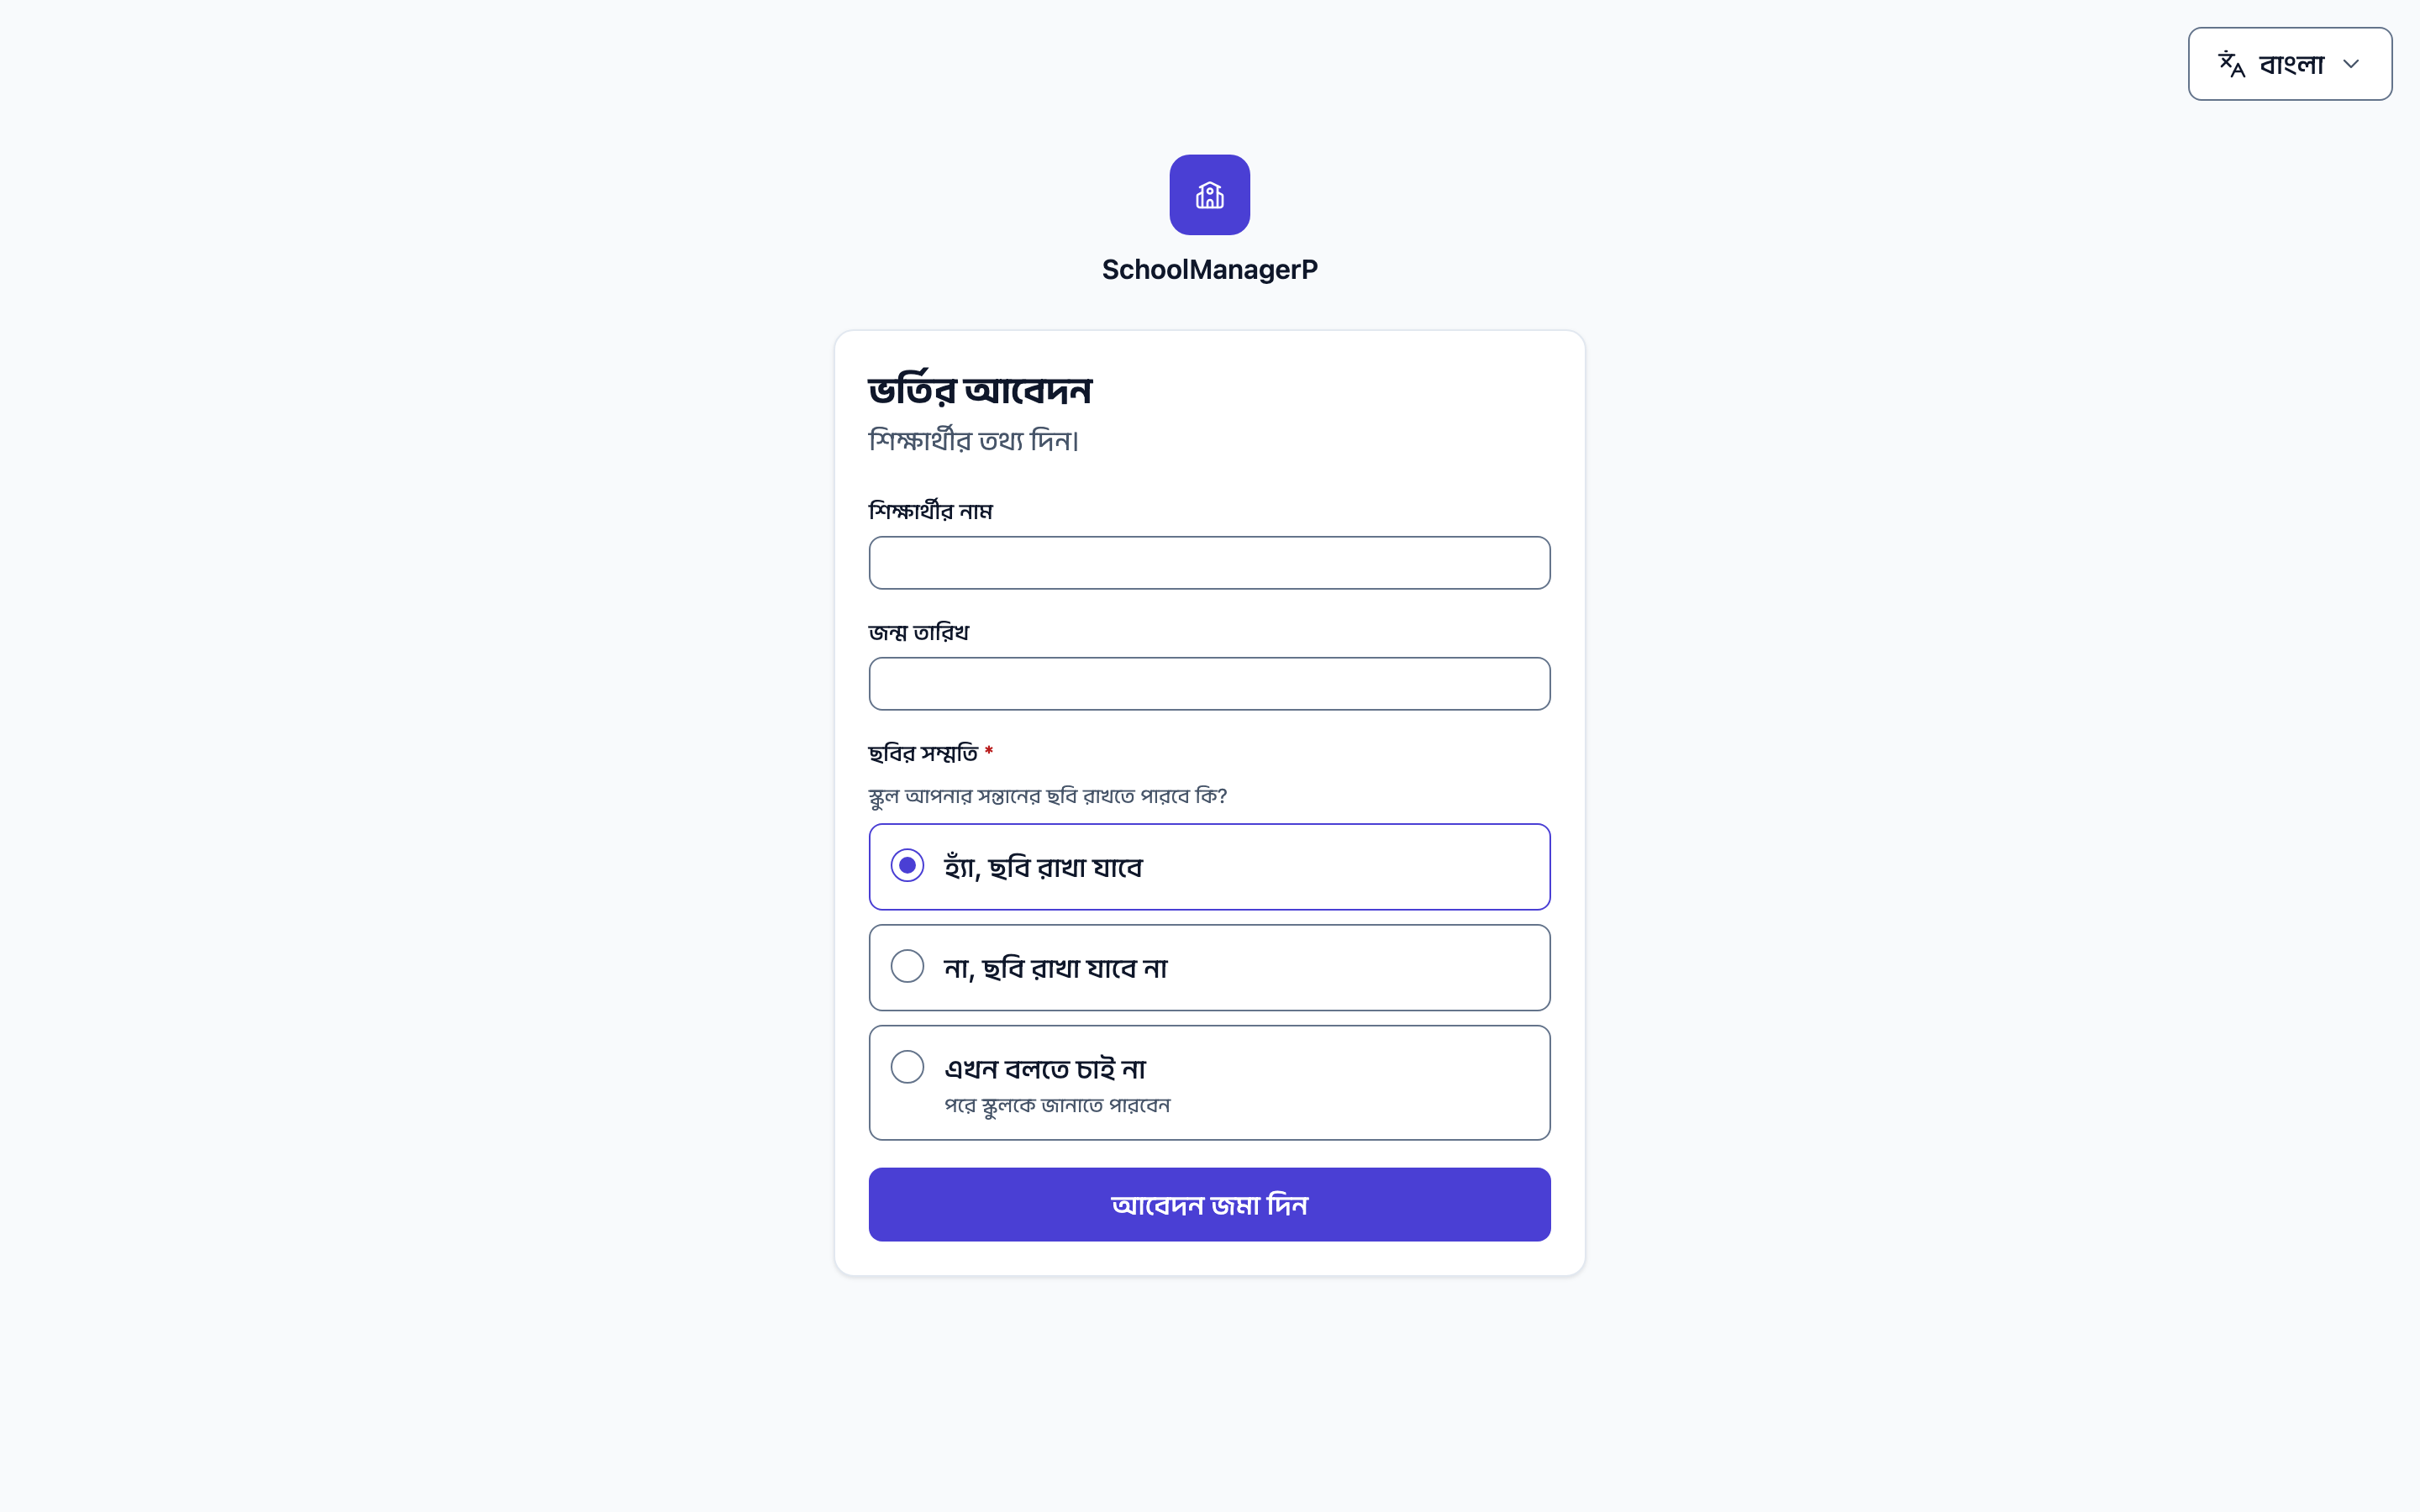 বাংলা
SchoolManagerP
ভর্তির আবেদন
শিক্ষার্থীর তথ্য দিন।
শিক্ষার্থীর নাম
জন্ম তারিখ
ছবির সম্মতি *
স্কুল আপনার সন্তানের ছবি রাখতে পারবে কি?
হ্যাঁ, ছবি রাখা যাবে
না, ছবি রাখা যাবে না
এখন বলতে চাই না
পরে স্কুলকে জানাতে পারবেন
আবেদন জমা দিন